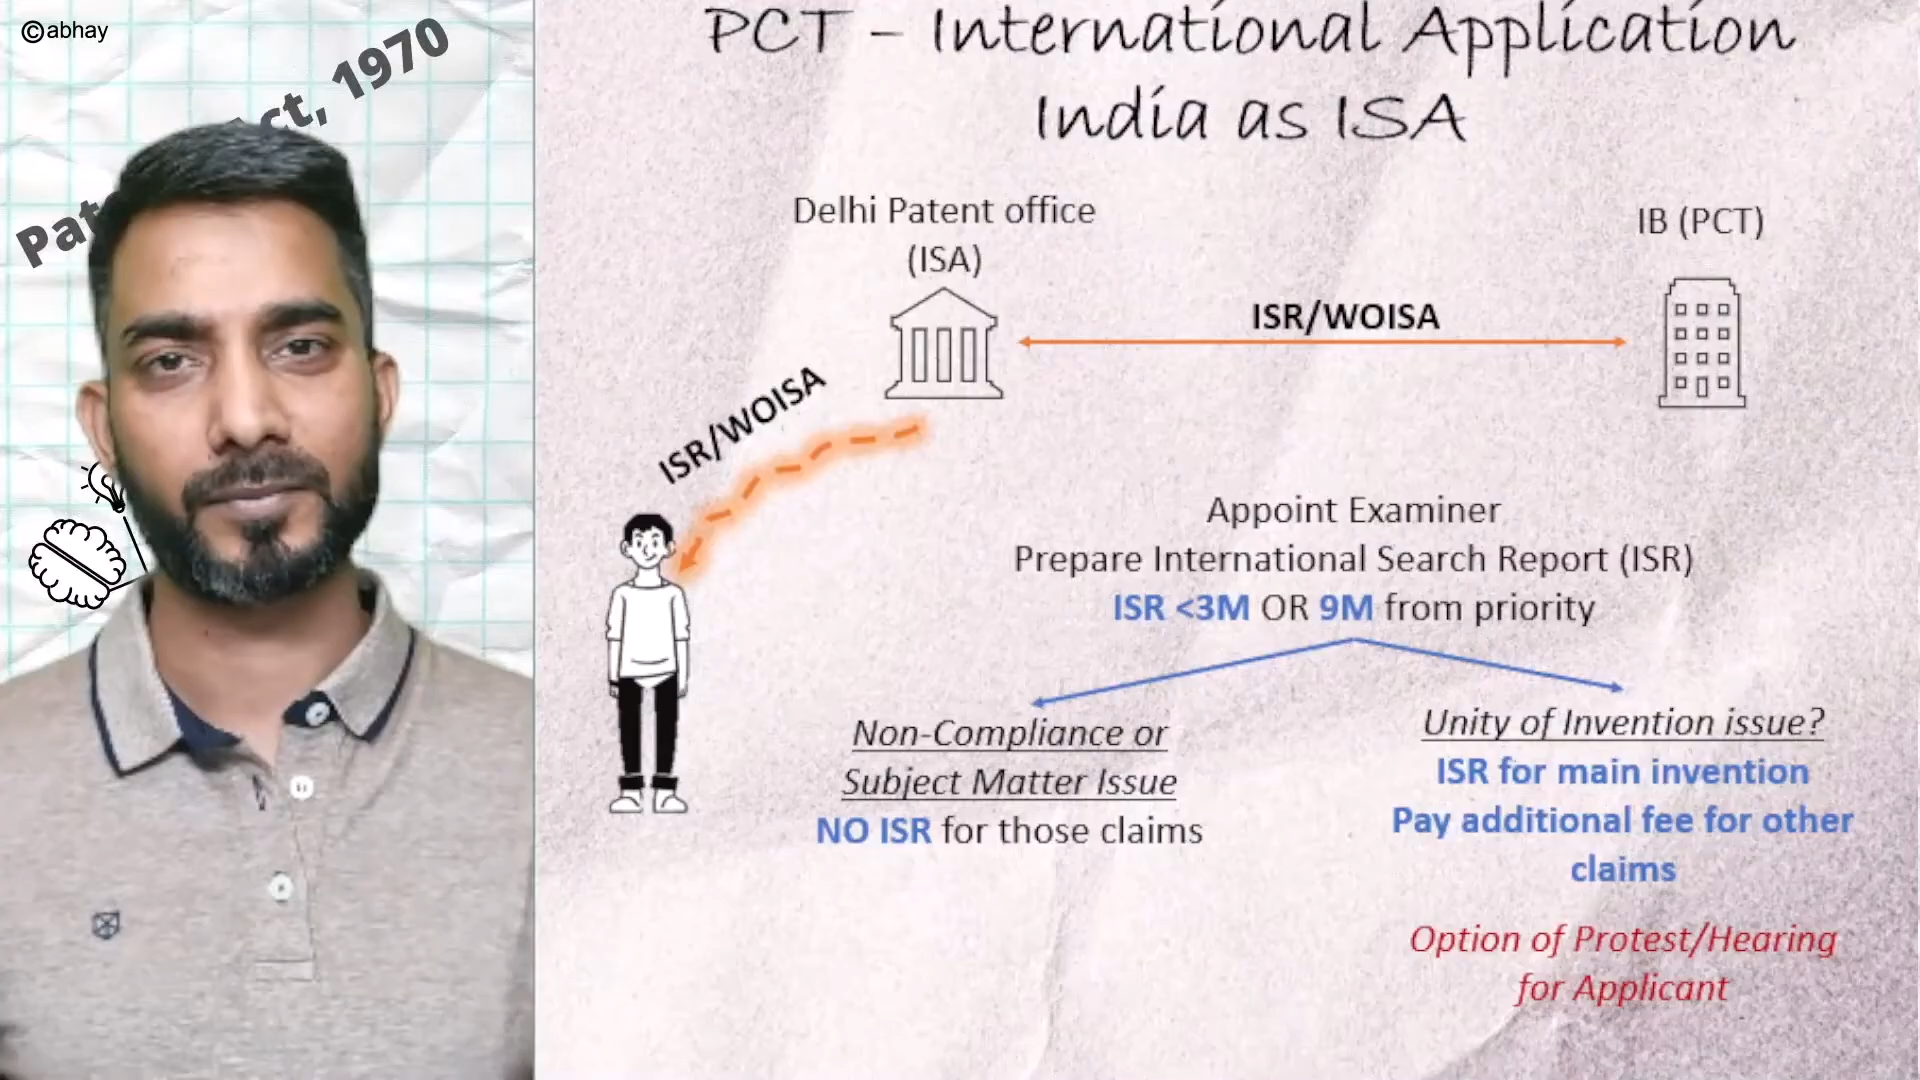 ©abhay
Act, 1970
Pat
PCT – International Application
India as ISA
Delhi Patent office
(ISA)
IB (PCT)
ISR/WOISA
ISR/WOISA
Appoint Examiner
Prepare International Search Report (ISR)
ISR <3M OR 9M from priority
Non-Compliance or
Subject Matter Issue
NO ISR for those claims
Unity of Invention issue?
ISR for main invention
Pay additional fee for other
claims
Option of Protest/Hearing
for Applicant